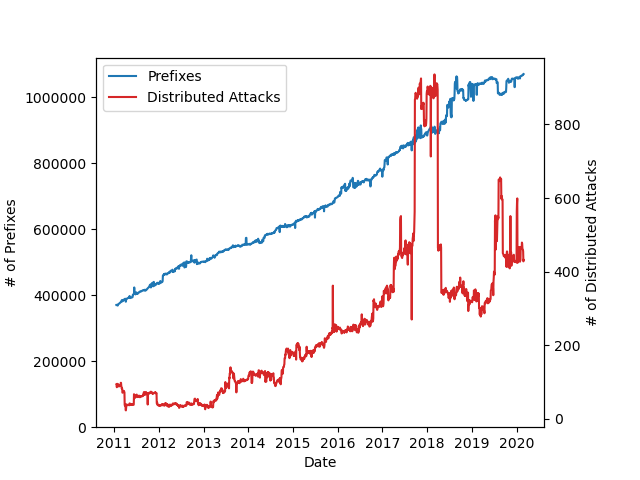 Prefixes
Distributed Attacks
1000000
800000
600000
400000
200000
0
# of Prefixes
800
600
400
200
0
# of Distributed Attacks
2011 2012 2013 2014 2015 2016 2017 2018 2019 2020
Date